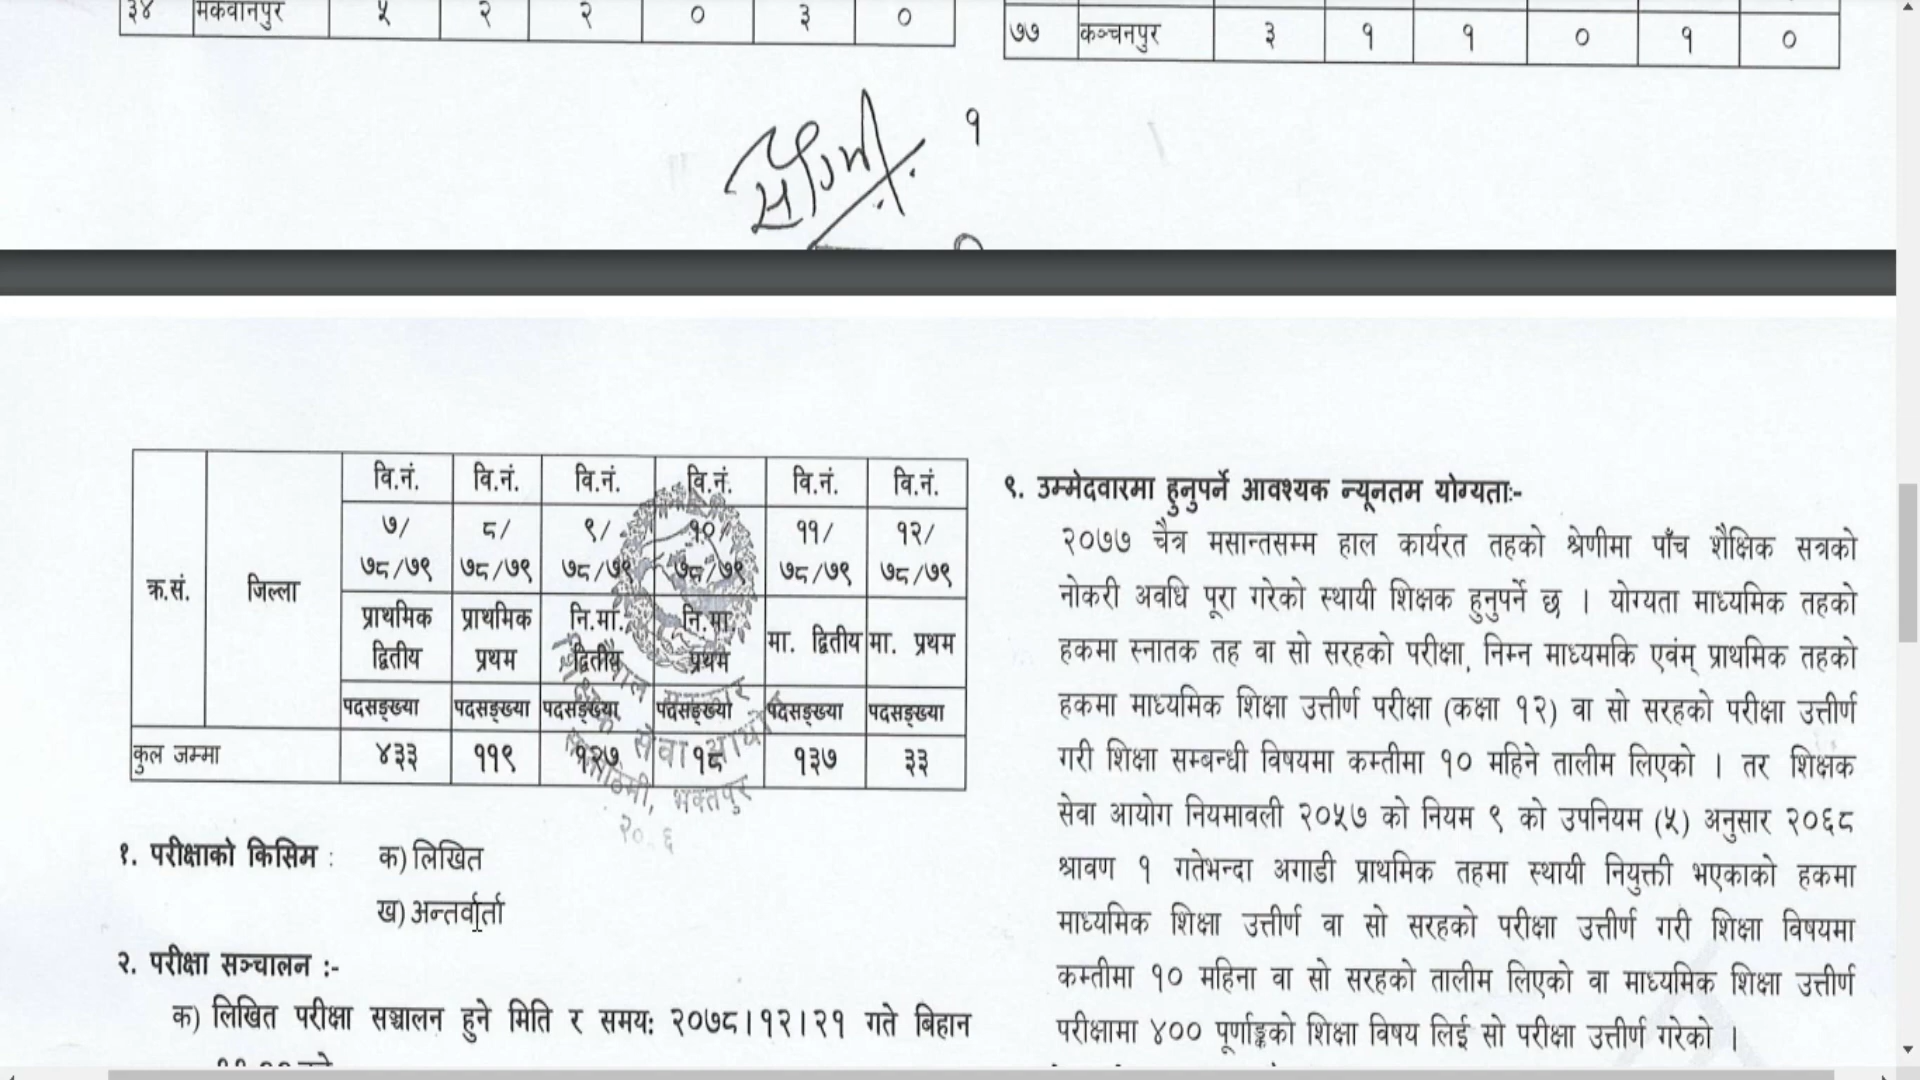 ३४ मकवानपुर ५ २ २ ० ३ ०
७७ कञ्चनपुर ३ १ १ ० १ ०
१
क्र.सं. जिल्ला वि.नं. वि.नं. वि.नं. वि.नं. वि.नं. वि.नं.
७/ ८/ ९/ १०/ ११/ १२/
७८/७९ ७८/७९ ७८/७९ ७८/७९ ७८/७९ ७८/७९
प्राथमिक प्राथमिक नि.मा. नि.मा. मा. द्वितीय मा. प्रथम
द्वितीय प्रथम द्वितीय प्रथम
पदसङ्ख्या पदसङ्ख्या पदसङ्ख्या पदसङ्ख्या पदसङ्ख्या पदसङ्ख्या
कुल जम्मा ४३३ ११९ १२७ १८ १३७ ३३
सेवा आयोग
भक्तपुर
१. परीक्षाको किसिम : क) लिखित
ख) अन्तर्वार्ता
२. परीक्षा सञ्चालन :-
क) लिखित परीक्षा सञ्चालन हुने मिति र समय: २०७८।१२।२१ गते बिहान
९. उम्मेदवारमा हुनुपर्ने आवश्यक न्यूनतम योग्यताः-
२०७७ चैत्र मसान्तसम्म हाल कार्यरत तहको श्रेणीमा पाँच शैक्षिक सत्रको
नोकरी अवधि पूरा गरेको स्थायी शिक्षक हुनुपर्ने छ । योग्यता माध्यमिक तहको
हकमा स्नातक तह वा सो सरहको परीक्षा, निम्न माध्यमकि एवंम् प्राथमिक तहको
हकमा माध्यमिक शिक्षा उत्तीर्ण परीक्षा (कक्षा १२) वा सो सरहको परीक्षा उत्तीर्ण
गरी शिक्षा सम्बन्धी विषयमा कम्तीमा १० महिने तालीम लिएको । तर शिक्षक
सेवा आयोग नियमावली २०५७ को नियम ९ को उपनियम (५) अनुसार २०६८
श्रावण १ गतेभन्दा अगाडी प्राथमिक तहमा स्थायी नियुक्ती भएकाको हकमा
माध्यमिक शिक्षा उत्तीर्ण वा सो सरहको परीक्षा उत्तीर्ण गरी शिक्षा विषयमा
कम्तीमा १० महिना वा सो सरहको तालीम लिएको वा माध्यमिक शिक्षा उत्तीर्ण
परीक्षामा ४०० पूर्णाङ्कको शिक्षा विषय लिई सो परीक्षा उत्तीर्ण गरेको ।